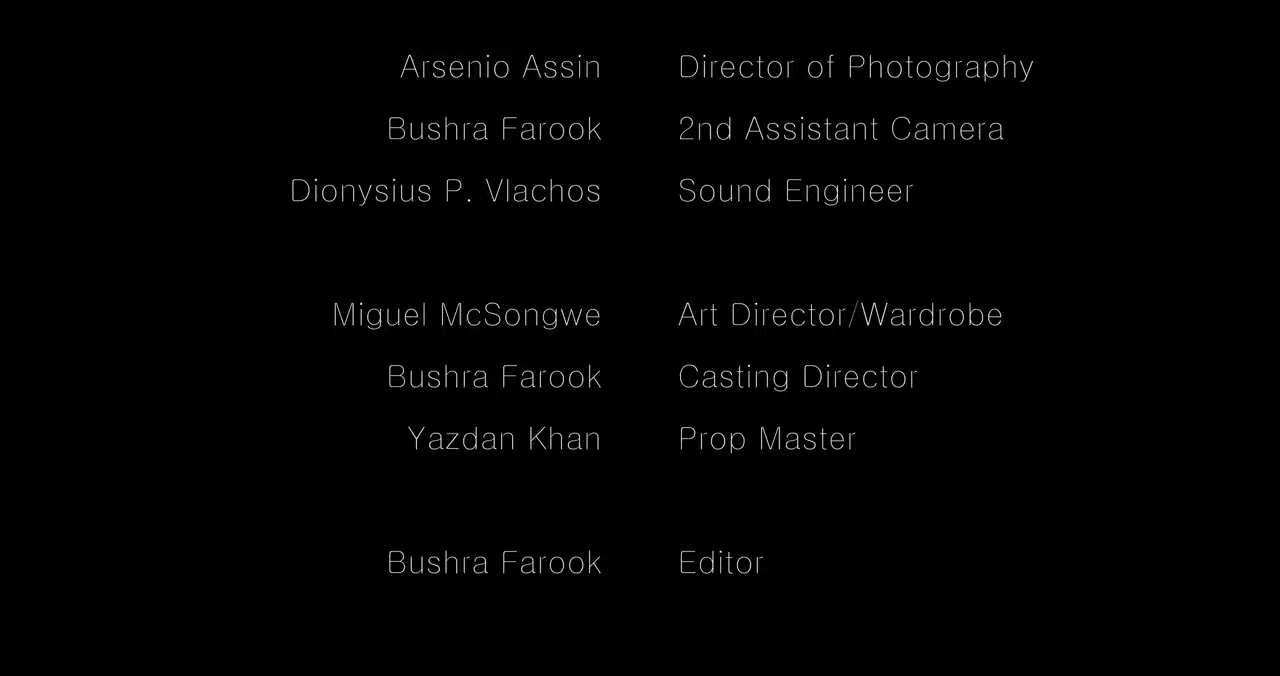 Arsenio Assin Director of Photography
Bushra Farook 2nd Assistant Camera
Dionysius P. Vlachos Sound Engineer
Miguel McSongwe Art Director/Wardrobe
Bushra Farook Casting Director
Yazdan Khan Prop Master
Bushra Farook Editor